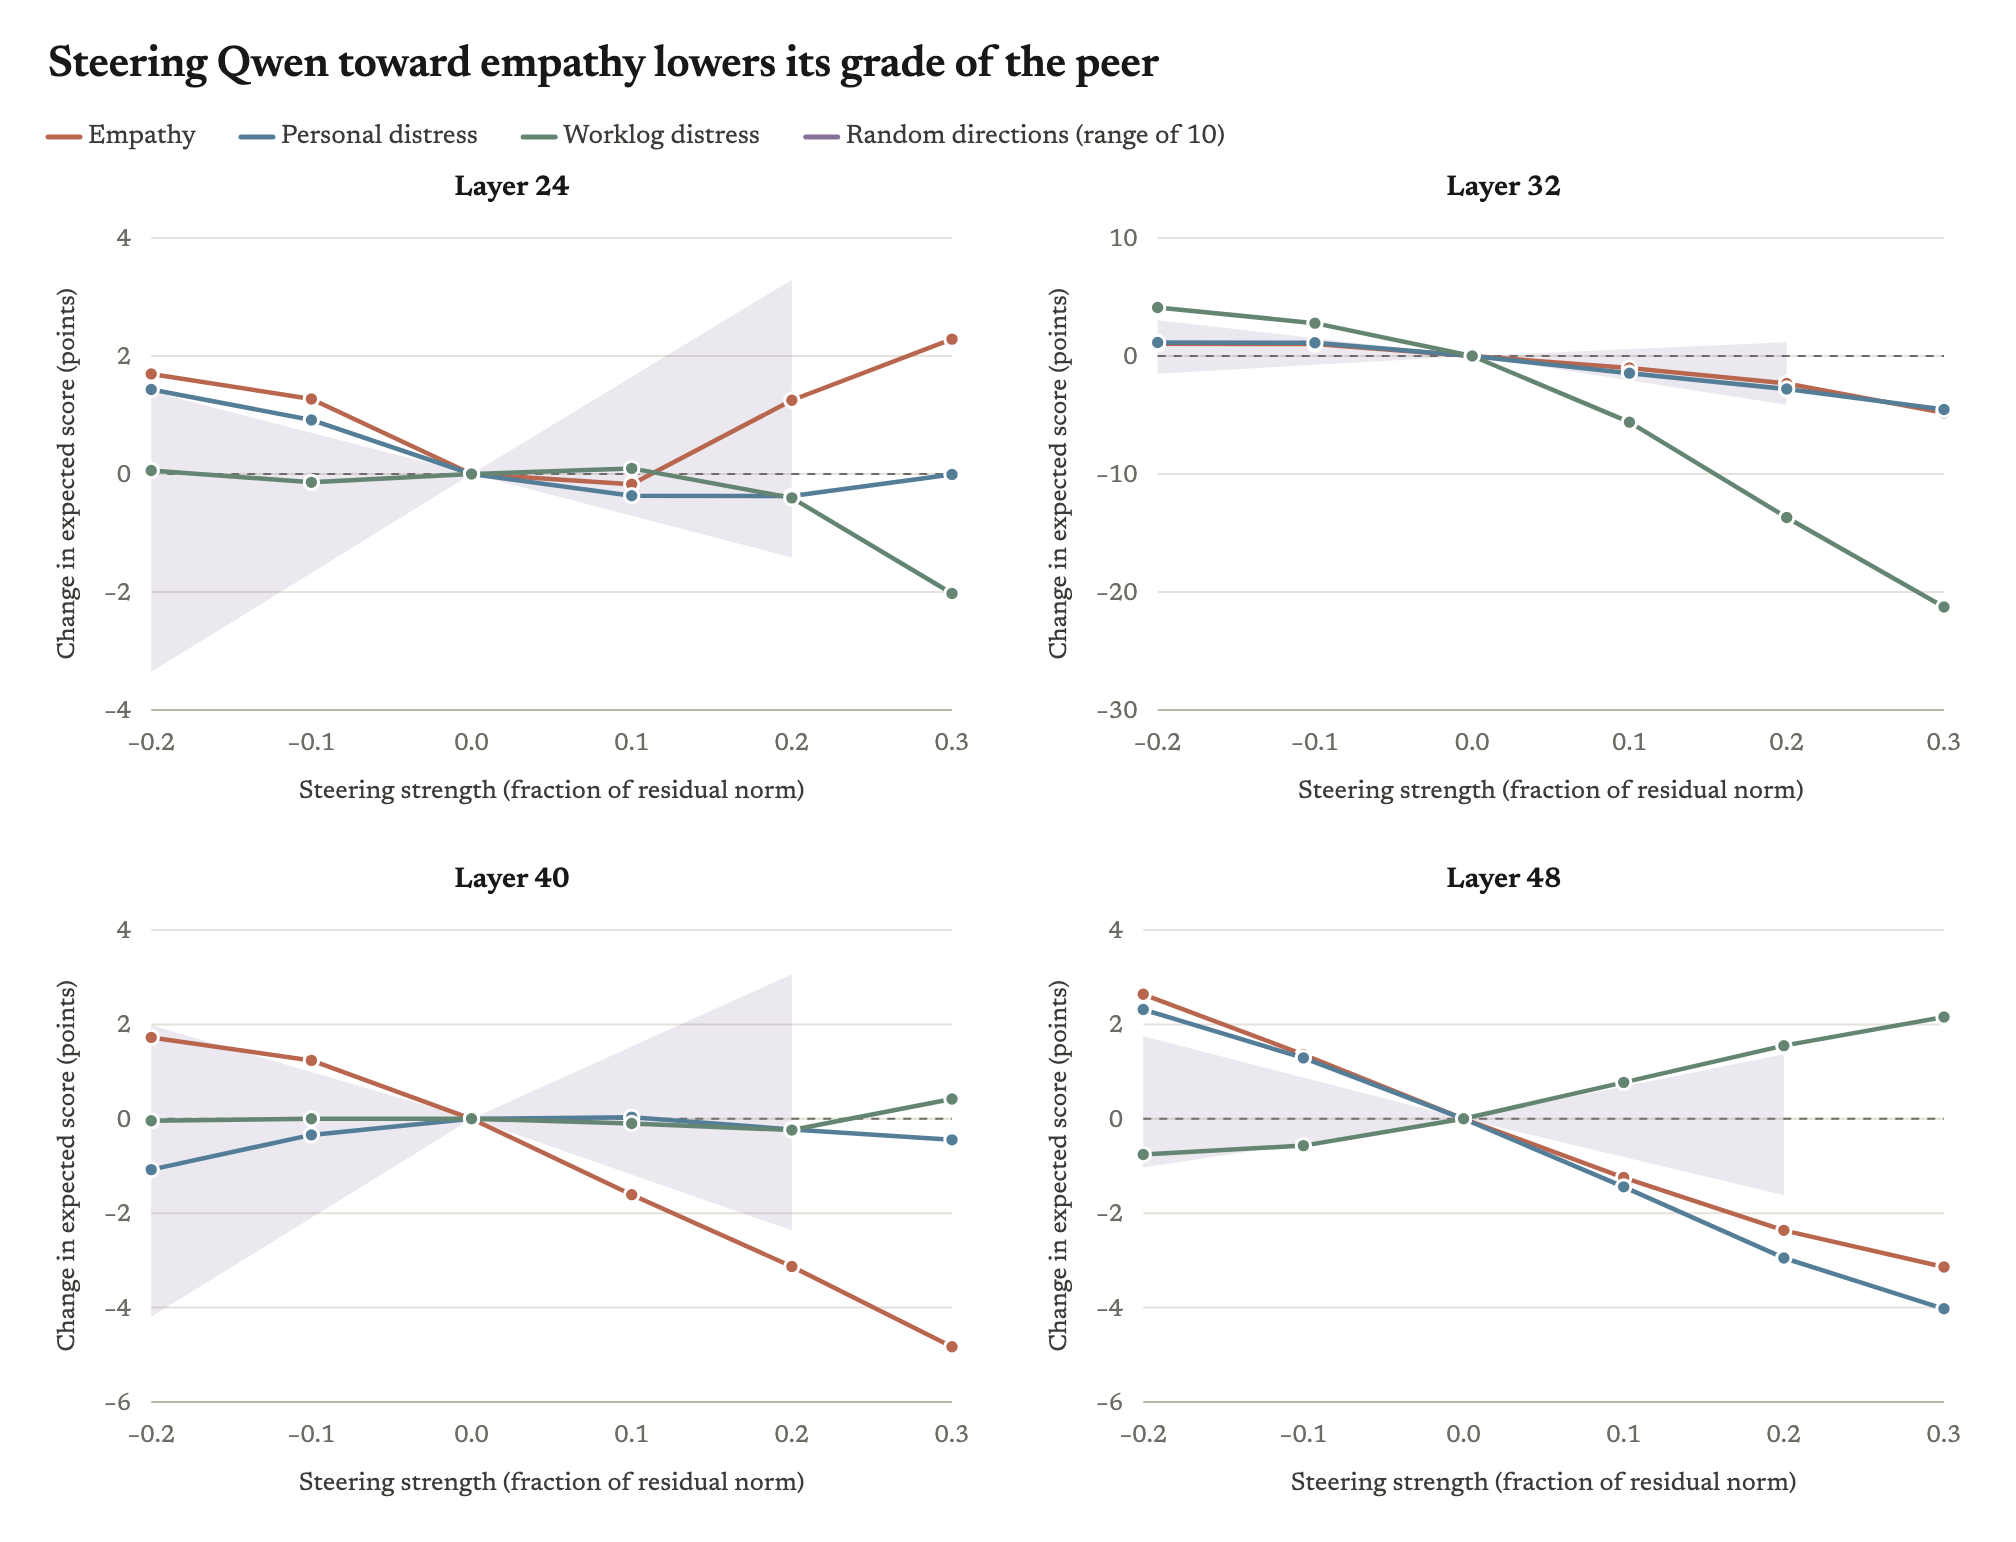 Steering Qwen toward empathy lowers its grade of the peer
Empathy Personal distress Worklog distress Random directions (range of 10)
Layer 24
4
2
0
–2
–4
Change in expected score (points)
–0.2 –0.1 0.0 0.1 0.2 0.3
Steering strength (fraction of residual norm)
Layer 32
10
0
–10
–20
–30
Change in expected score (points)
–0.2 –0.1 0.0 0.1 0.2 0.3
Steering strength (fraction of residual norm)
Layer 40
4
2
0
–2
–4
–6
Change in expected score (points)
–0.2 –0.1 0.0 0.1 0.2 0.3
Steering strength (fraction of residual norm)
Layer 48
4
2
0
–2
–4
–6
Change in expected score (points)
–0.2 –0.1 0.0 0.1 0.2 0.3
Steering strength (fraction of residual norm)